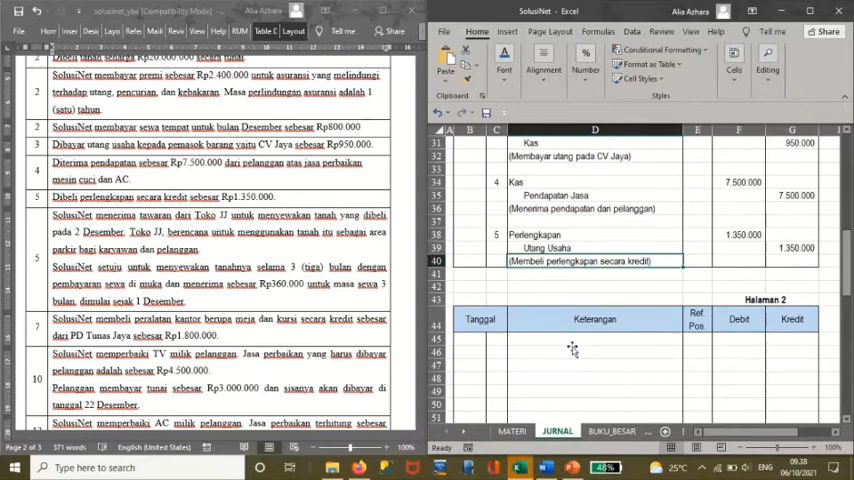 solusinet_yba [Compatibility Mode]
Alia Azhara
File
Hom
Inser
Desig
Layou
Refe
Mailin
Revie
View
Help
RUM
Table D
Layout
Tell me
Share
2 Dibeli tanah seharga Rp20.000.000 secara tunai.
SolusiNet membayar premi sebesar Rp2.400.000 untuk asuransi yang melindungi
2 terhadap utang, pencurian, dan kebakaran. Masa perlindungan asuransi adalah 1
(satu) tahun.
2 SolusiNet membayar sewa tempat untuk bulan Desember sebesar Rp800.000
3 Dibayar utang usaha kepada pemasok barang yaitu CV Jaya sebesar Rp950.000.
4 Diterima pendapatan sebesar Rp7.500.000 dari pelanggan atas jasa perbaikan
mesin cuci dan AC.
5 Dibeli perlengkapan secara kredit sebesar Rp1.350.000.
SolusiNet menerima tawaran dari Toko JJ untuk menyewakan tanah yang dibeli
pada 2 Desember. Toko JJ, berencana untuk menggunakan tanah itu sebagai area
parkir bagi karyawan dan pelanggan.
5
SolusiNet setuju untuk menyewakan tanahnya selama 3 (tiga) bulan dengan
pembayaran sewa di muka dan menerima sebesar Rp360.000 untuk masa sewa 3
bulan, dimulai sejak 1 Desember.
7 SolusiNet membeli peralatan kantor berupa meja dan kursi secara kredit sebesar
dari PD Tunas Jaya sebesar Rp1.800.000.
SolusiNet memperbaiki TV milik pelanggan. Jasa perbaikan yang harus dibayar
pelanggan adalah sebesar Rp4.500.000.
10
Pelanggan membayar tunai sebesar Rp3.000.000 dan sisanya akan dibayar di
tanggal 22 Desember.
SolusiNet memperbaiki AC milik pelanggan. Jasa perbaikan terhitung sebesar
Page 2 of 3 371 words English (United States) 100%
SolusiNet - Excel
Alia Azhara
File Home Insert Page Layout Formulas Data Review View Help Tell me Share
Paste
Font
Alignment
Number
Conditional Formatting
Format as Table
Cell Styles
Cells
Editing
Clipboard
Styles
A B C D E F G H
31 Kas 950.000
32 (Membayar utang pada CV Jaya)
33
34 4 Kas 7.500.000
35 Pendapatan Jasa 7.500.000
36 (Menerima pendapatan dari pelanggan)
37
38 5 Perlengkapan 1.350.000
39 Utang Usaha 1.350.000
40 (Membeli perlengkapan secara kredit)
41
42
43 Halaman 2
44 Tanggal Keterangan Ref. Pos Debit Kredit
45
46
47
48
49
50
51
MATERI JURNAL BUKU_BESAR ...
Ready 100%
Type here to search
48%
25°C
ENG
09.38
06/10/2021